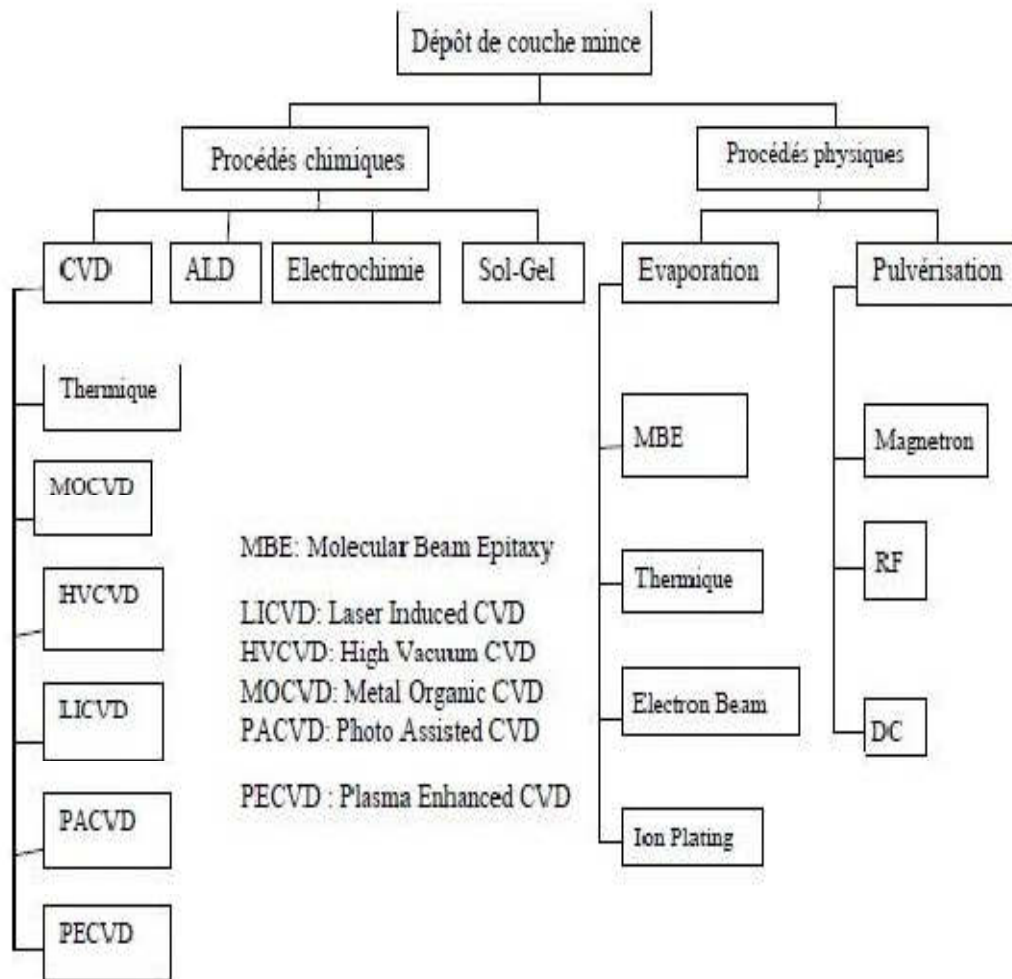 Dépôt de couche mince
Procédés chimiques
Procédés physiques
CVD
ALD
Electrochimie
Sol-Gel
Evaporation
Pulvérisation
Thermique
MOCVD
HVCVD
LICVD
PACVD
PECVD
MBE: Molecular Beam Epitaxy
LICVD: Laser Induced CVD
HVCVD: High Vacuum CVD
MOCVD: Metal Organic CVD
PACVD: Photo Assisted CVD
PECVD : Plasma Enhanced CVD
MBE
Thermique
Electron Beam
Ion Plating
Magnetron
RF
DC